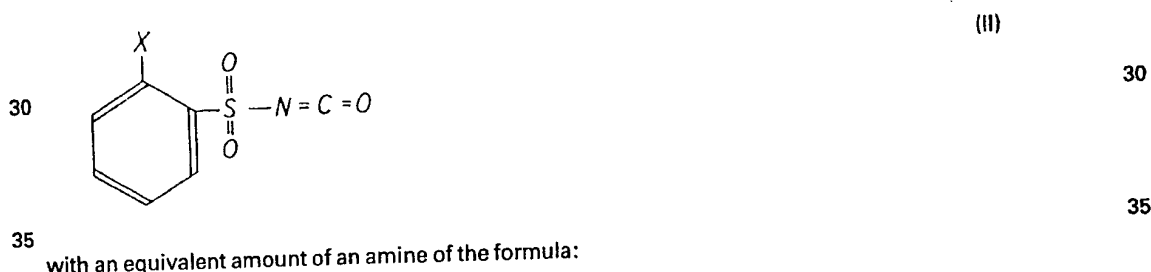 (II)
X
O
30
30
S — N = C = O
O
35
35
with an equivalent amount of an amine of the formula: